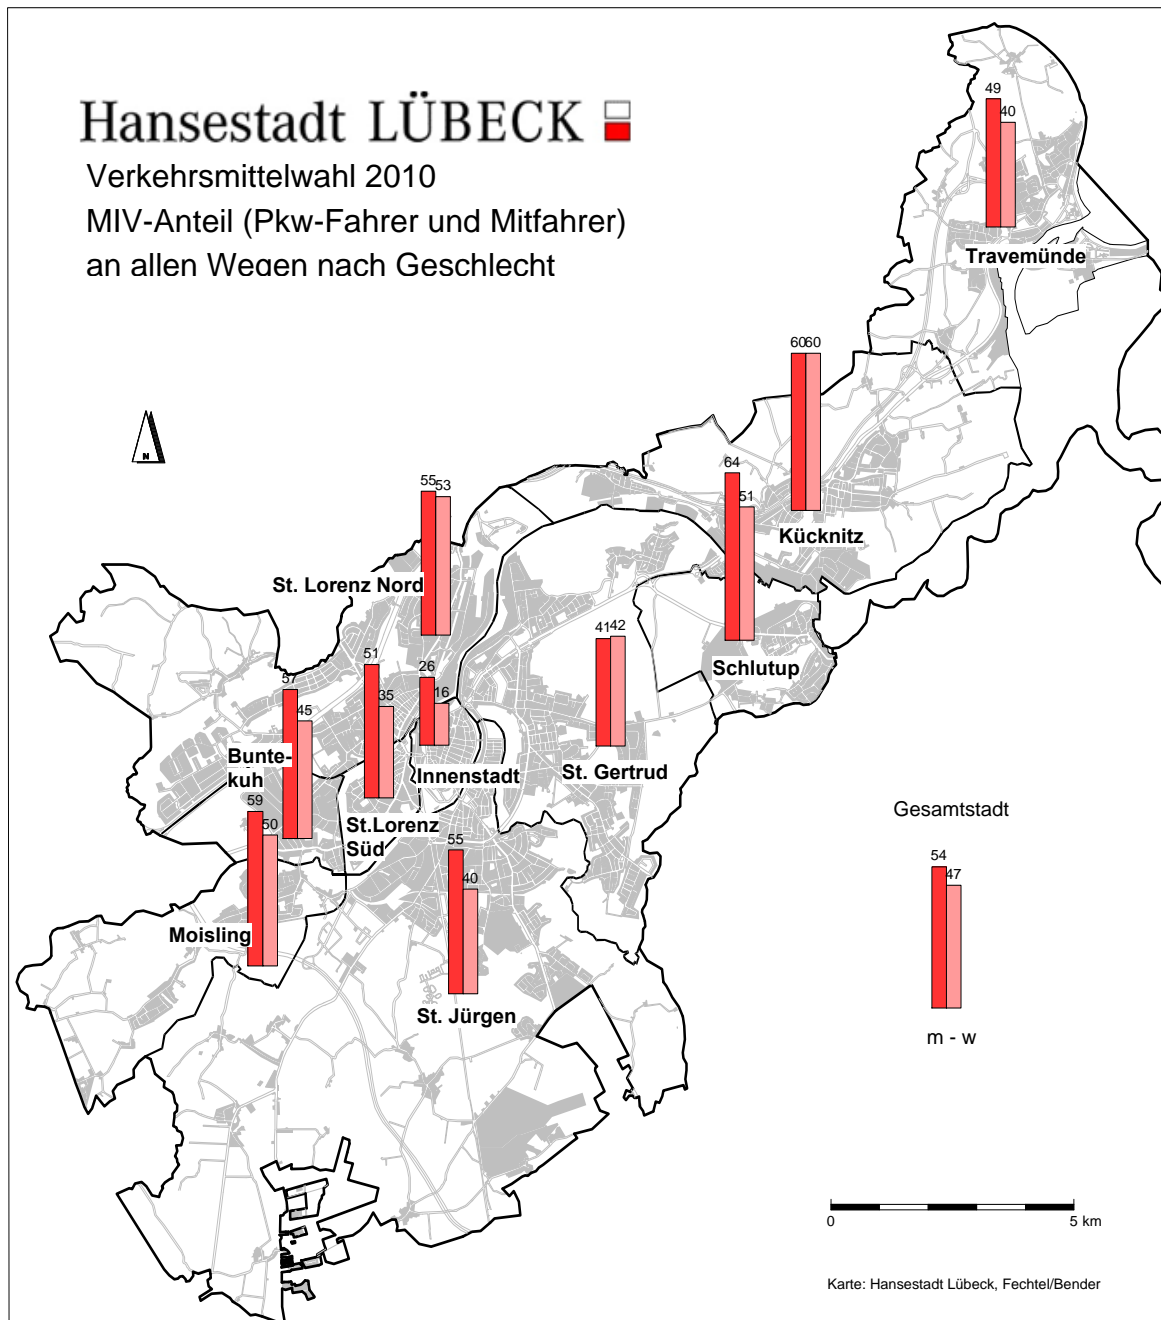 Hansestadt LÜBECK
Verkehrsmittelwahl 2010
MIV-Anteil (Pkw-Fahrer und Mitfahrer)
an allen Wegen nach Geschlecht
49
40
Travemünde
60 60
Kücknitz
64
51
Schlutup
55
53
St. Lorenz Nord
41 42
St. Gertrud
51
35
St.Lorenz
Süd
26
16
Innenstadt
57
45
Bunte-
kuh
59
50
Moisling
55
40
St. Jürgen
Gesamtstadt
54
47
m - w
N
0 5 km
Karte: Hansestadt Lübeck, Fechtel/Bender